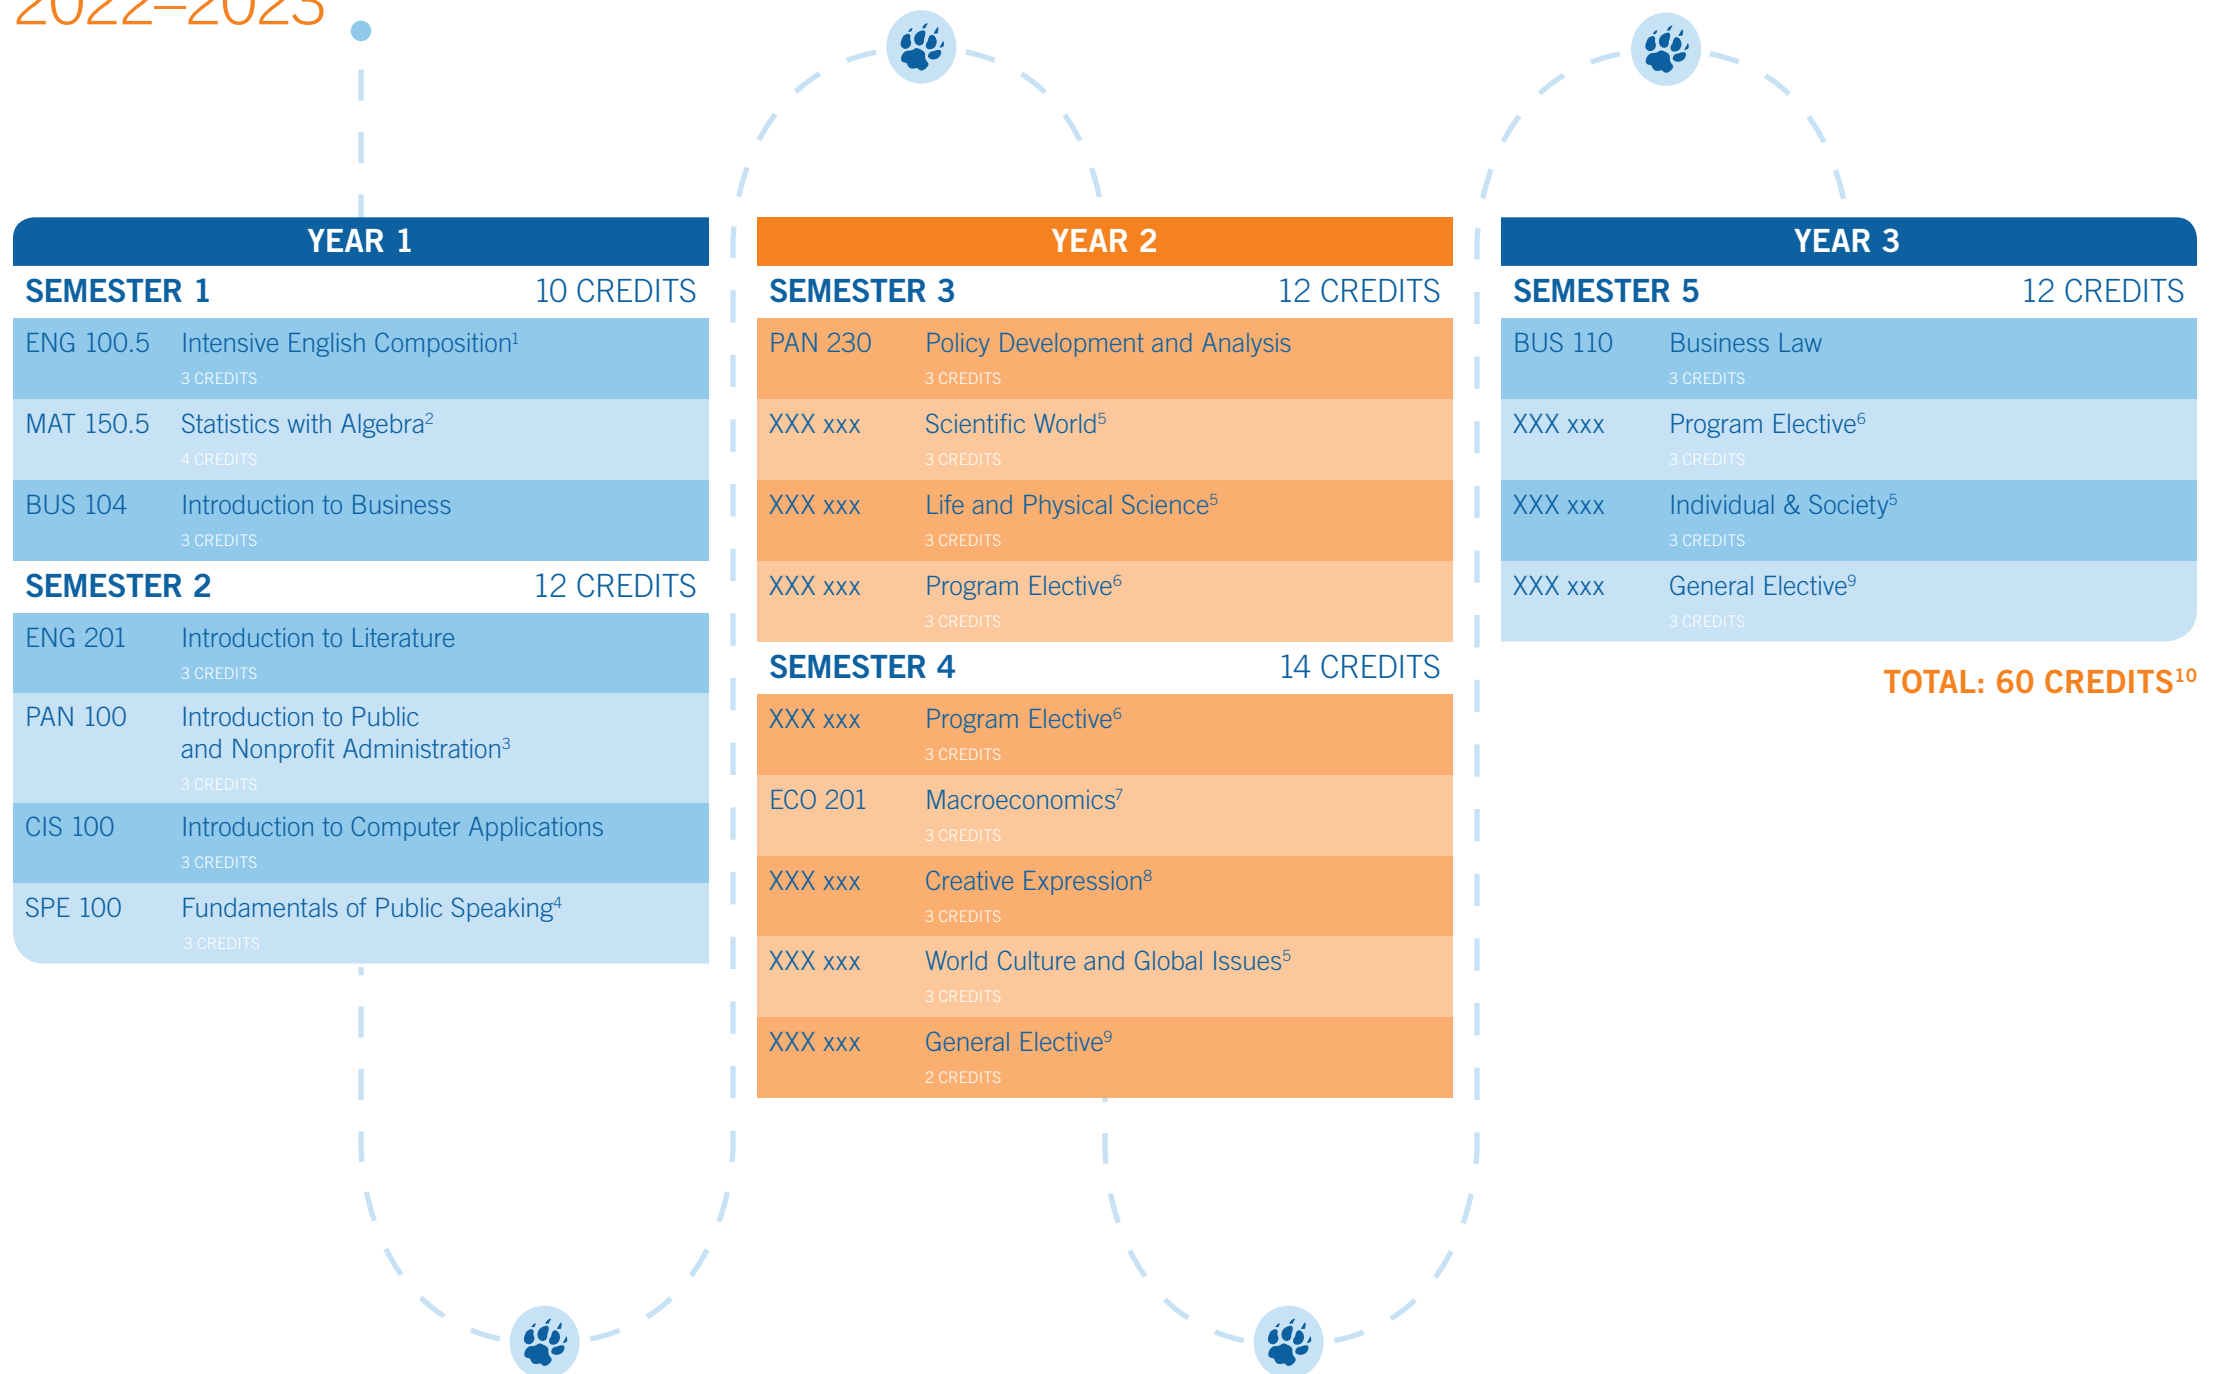 2022–2023
YEAR 1
SEMESTER 1 10 CREDITS
ENG 100.5 Intensive English Composition¹
3 CREDITS
MAT 150.5 Statistics with Algebra²
4 CREDITS
BUS 104 Introduction to Business
3 CREDITS
SEMESTER 2 12 CREDITS
ENG 201 Introduction to Literature
3 CREDITS
PAN 100 Introduction to Public
and Nonprofit Administration³
3 CREDITS
CIS 100 Introduction to Computer Applications
3 CREDITS
SPE 100 Fundamentals of Public Speaking⁴
3 CREDITS
YEAR 2
SEMESTER 3 12 CREDITS
PAN 230 Policy Development and Analysis
3 CREDITS
XXX xxx Scientific World⁵
3 CREDITS
XXX xxx Life and Physical Science⁵
3 CREDITS
XXX xxx Program Elective⁶
3 CREDITS
SEMESTER 4 14 CREDITS
XXX xxx Program Elective⁶
3 CREDITS
ECO 201 Macroeconomics⁷
3 CREDITS
XXX xxx Creative Expression⁸
3 CREDITS
XXX xxx World Culture and Global Issues⁵
3 CREDITS
XXX xxx General Elective⁹
2 CREDITS
YEAR 3
SEMESTER 5 12 CREDITS
BUS 110 Business Law
3 CREDITS
XXX xxx Program Elective⁶
3 CREDITS
XXX xxx Individual & Society⁵
3 CREDITS
XXX xxx General Elective⁹
3 CREDITS
TOTAL: 60 CREDITS¹⁰